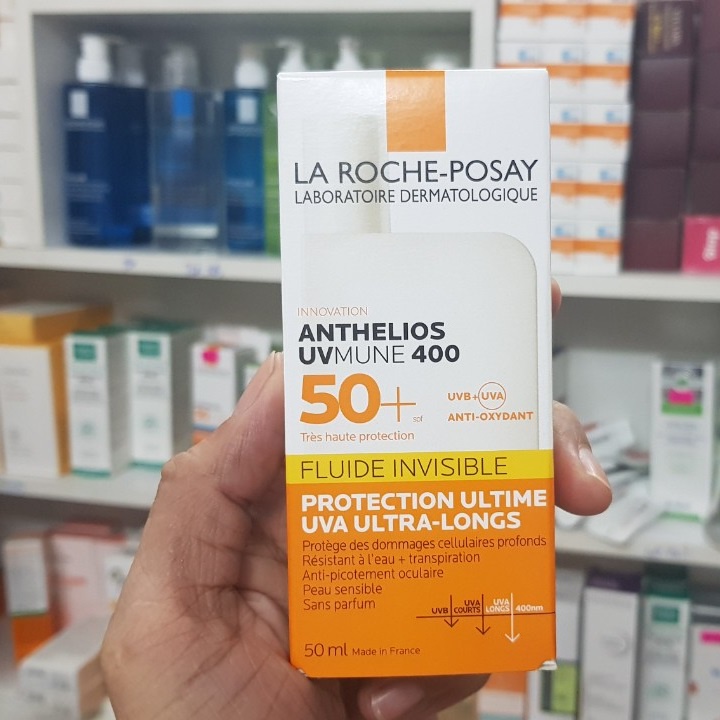 LA ROCHE-POSAY
LABORATOIRE DERMATOLOGIQUE
INNOVATION
ANTHELIOS
UVMUNE 400
50+
spf
Très haute protection
UVB+UVA
ANTI-OXYDANT
FLUIDE INVISIBLE
PROTECTION ULTIME
UVA ULTRA-LONGS
Protège des dommages cellulaires profonds
Résistant à l'eau + transpiration
Anti-picotement oculaire
Peau sensible
Sans parfum
UVB
UVA
COURTS
UVA
LONGS
400nm
50 ml Made in France